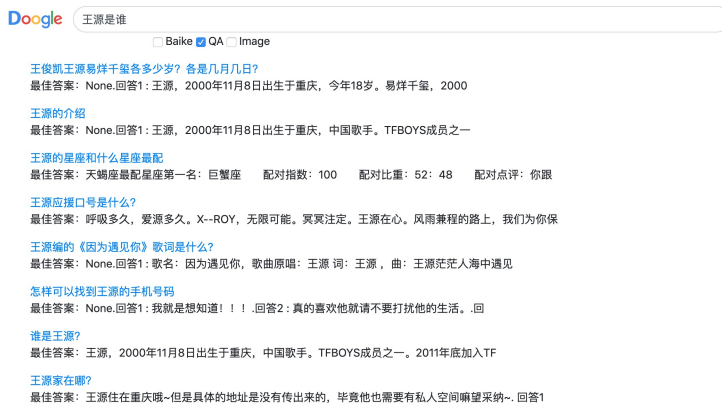 Doogle 王源是谁
Baike QA Image
王俊凯王源易烊千玺各多少岁？各是几月几日？
最佳答案：None.回答1 : 王源，2000年11月8日出生于重庆，今年18岁。易烊千玺，2000
王源的介绍
最佳答案：None.回答1 : 王源，2000年11月8日出生于重庆，中国歌手。TFBOYS成员之一
王源的星座和什么星座最配
最佳答案：天蝎座最配星座第一名：巨蟹座 配对指数：100 配对比重：52：48 配对点评：你跟
王源应援口号是什么？
最佳答案：呼吸多久，爱源多久。X--ROY，无限可能。冥冥注定。王源在心。风雨兼程的路上，我们为你保
王源编的《因为遇见你》歌词是什么？
最佳答案：None.回答1 : 歌名：因为遇见你，歌曲原唱：王源 词：王源 ，曲：王源茫茫人海中遇见
怎样可以找到王源的手机号码
最佳答案：None.回答1 : 我就是想知道！！！.回答2 : 真的喜欢他就请不要打扰他的生活。.回
谁是王源？
最佳答案：王源，2000年11月8日出生于重庆，中国歌手。TFBOYS成员之一。2011年底加入TF
王源家在哪？
最佳答案：王源住在重庆哦~但是具体的地址是没有传出来的，毕竟他也需要有私人空间嘛望采纳~. 回答1